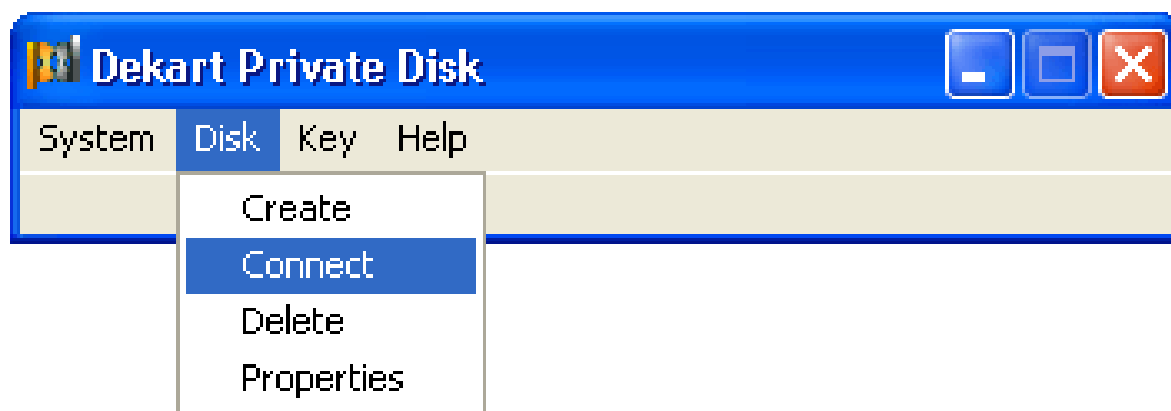 Dekart Private Disk
System Disk Key Help
Create
Connect
Delete
Properties